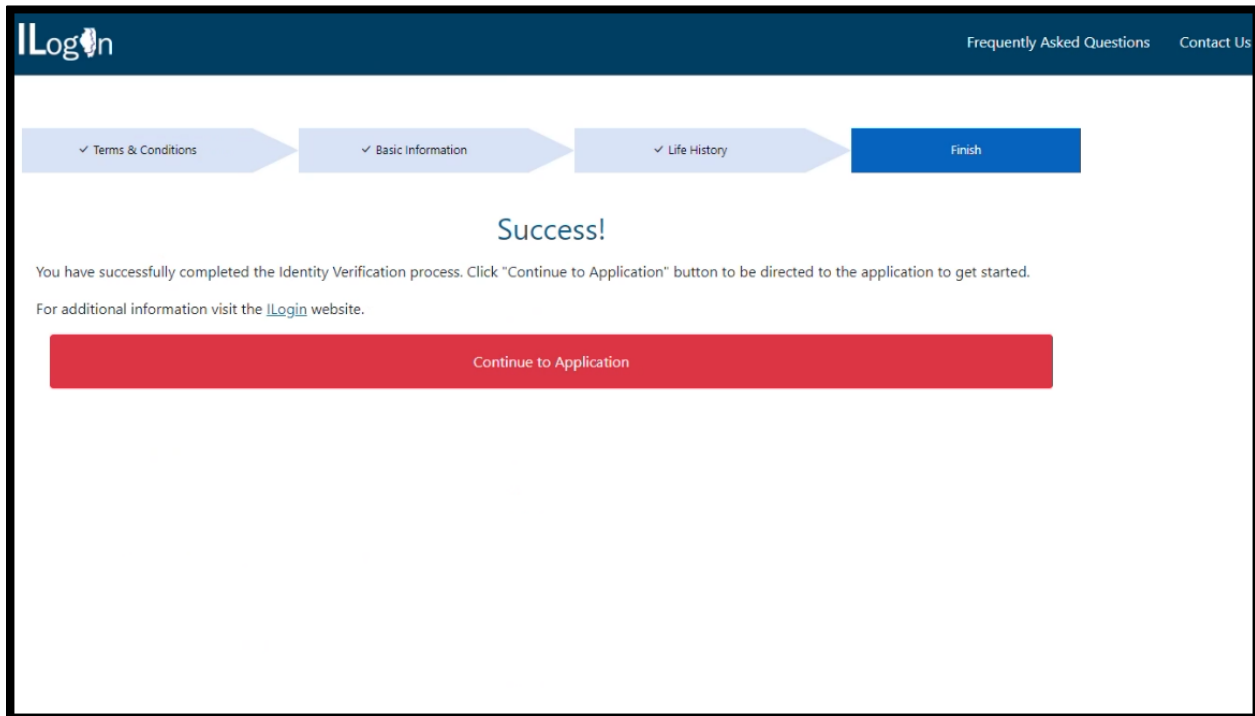 ILogin
Frequently Asked Questions
Contact Us
✓ Terms & Conditions
✓ Basic Information
✓ Life History
Finish
Success!
You have successfully completed the Identity Verification process. Click "Continue to Application" button to be directed to the application to get started.
For additional information visit the ILogin website.
Continue to Application